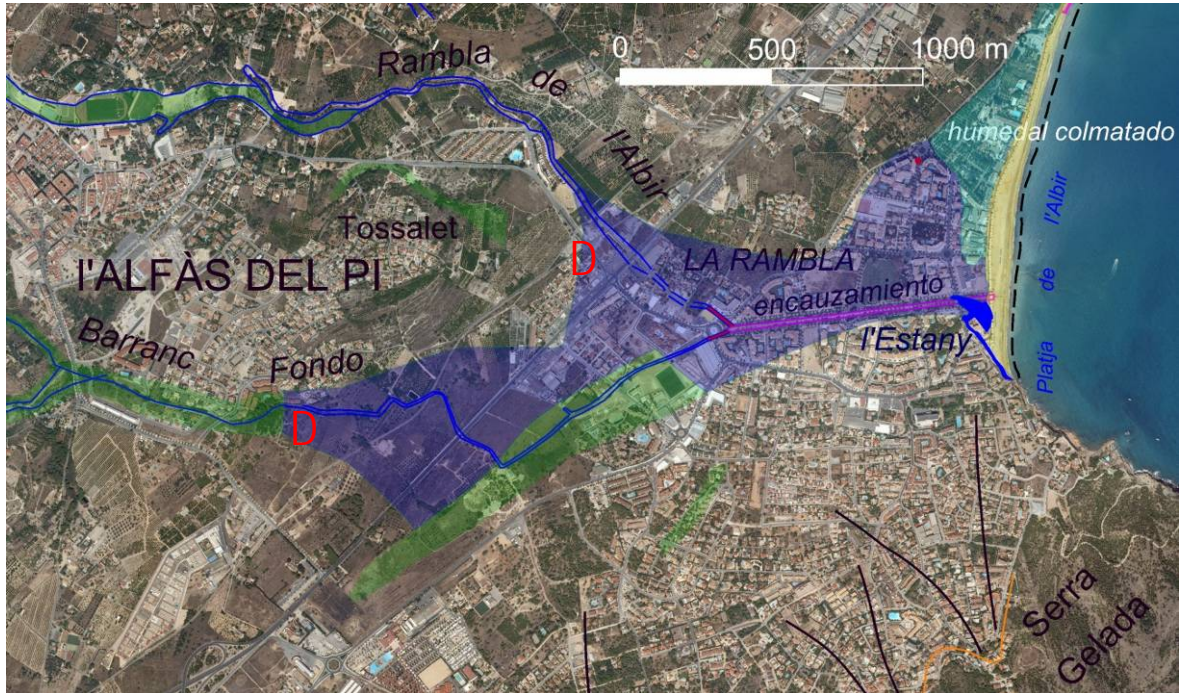 0 500 1000 m
Rambla de l'Albir
humedal colmatado
Tossalet
l'ALFÀS DEL PI
D
LA RAMBLA
encauzamiento
l'Estany
Platja de l'Albir
Barranc Fondo
D
Serra Gelada